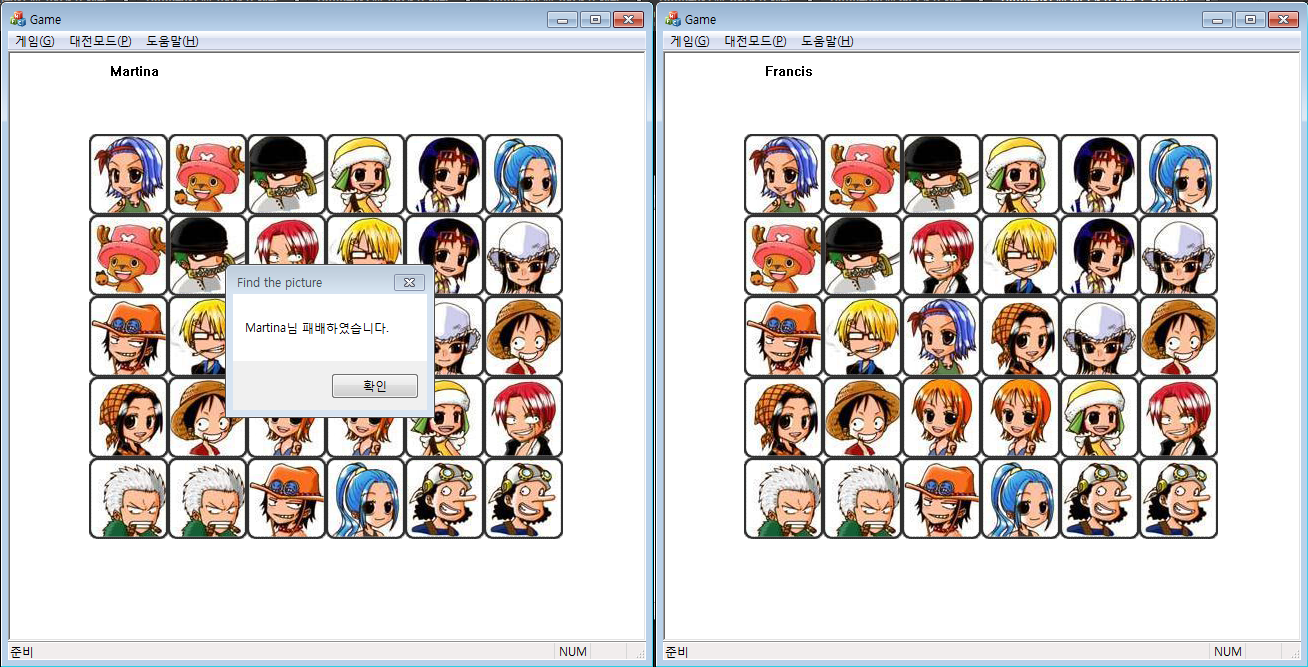 Game
게임(G) 대전모드(P) 도움말(H)
Martina
Find the picture
Martina님 패배하였습니다.
확인
준비 NUM
Game
게임(G) 대전모드(P) 도움말(H)
Francis
준비 NUM